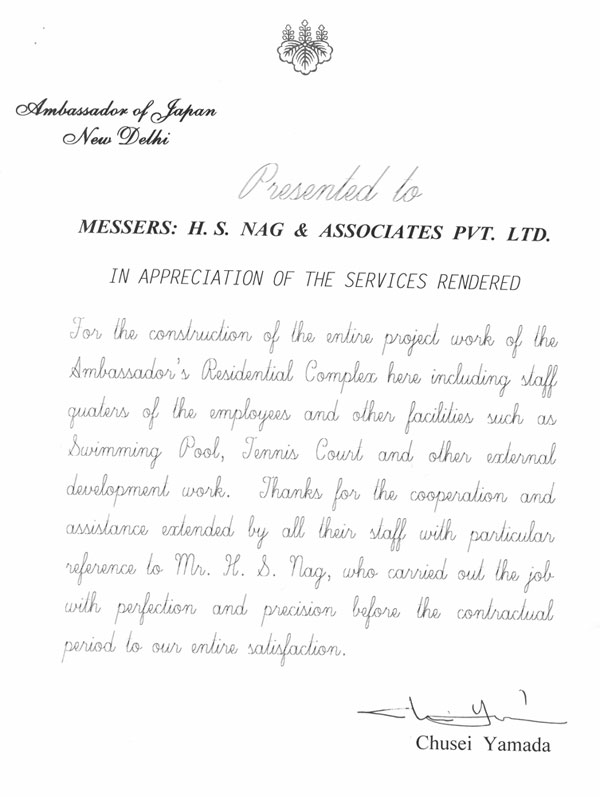 Ambassador of Japan
New Delhi
Presented to
MESSERS: H. S. NAG & ASSOCIATES PVT. LTD.
IN APPRECIATION OF THE SERVICES RENDERED
For the construction of the entire project work of the
Ambassador's Residential Complex here including staff
quaters of the employees and other facilities such as
Swimming Pool, Tennis Court and other external
development work. Thanks for the cooperation and
assistance extended by all their staff with particular
reference to Mr. H. S. Nag, who carried out the job
with perfection and precision before the contractual
period to our entire satisfaction.
Chusei Yamada